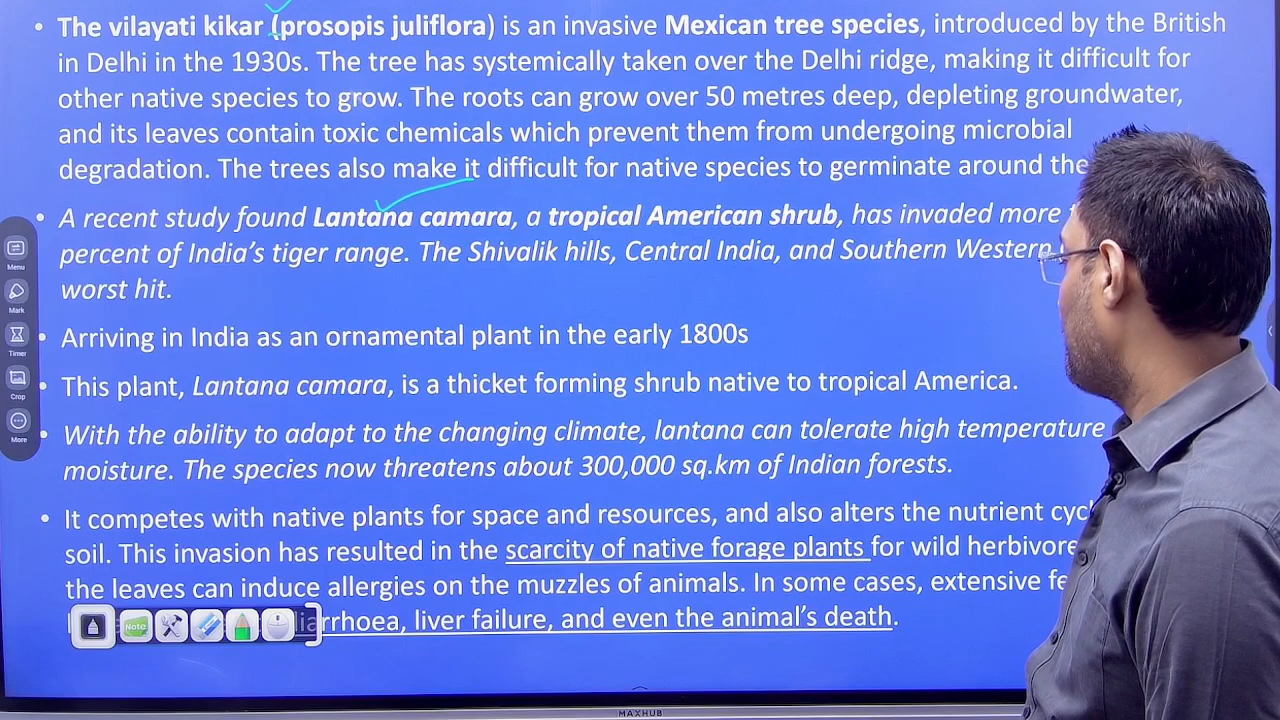 • The vilayati kikar (prosopis juliflora) is an invasive Mexican tree species, introduced by the British
in Delhi in the 1930s. The tree has systemically taken over the Delhi ridge, making it difficult for
other native species to grow. The roots can grow over 50 metres deep, depleting groundwater,
and its leaves contain toxic chemicals which prevent them from undergoing microbial
degradation. The trees also make it difficult for native species to germinate around
• A recent study found Lantana camara, a tropical American shrub, has invaded more
percent of India's tiger range. The Shivalik hills, Central India, and Southern Western
worst hit.
• Arriving in India as an ornamental plant in the early 1800s
• This plant, Lantana camara, is a thicket forming shrub native to tropical America.
• With the ability to adapt to the changing climate, lantana can tolerate high temperature
moisture. The species now threatens about 300,000 sq.km of Indian forests.
• It competes with native plants for space and resources, and also alters the nutrient
soil. This invasion has resulted in the scarcity of native forage plants for wild
the leaves can induce allergies on the muzzles of animals. In some cases, extensive
liver failure, and even the animal's death.
Menu
Mark
Timer
Crop
More
Note
MAXHUB